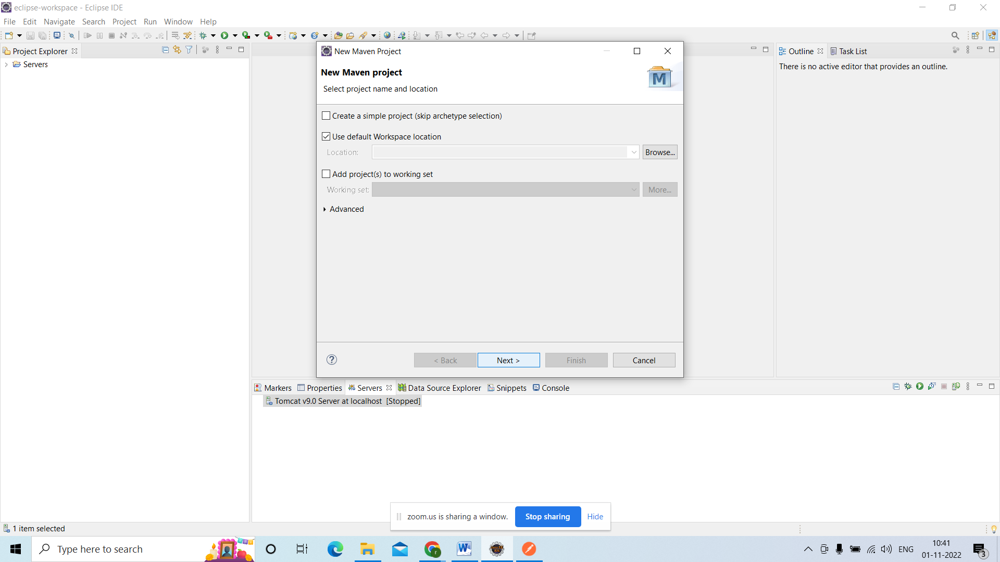 eclipse-workspace - Eclipse IDE
File Edit Navigate Search Project Run Window Help
Project Explorer
Servers
New Maven Project
New Maven project
Select project name and location
M
Create a simple project (skip archetype selection)
Use default Workspace location
Location: Browse...
Add project(s) to working set
Working set: More...
Advanced
< Back Next > Finish Cancel
Outline Task List
There is no active editor that provides an outline.
Markers Properties Servers Data Source Explorer Snippets Console
Tomcat v9.0 Server at localhost [Stopped]
zoom.us is sharing a window. Stop sharing Hide
1 item selected
Type here to search
ENG
10:41
01-11-2022
3